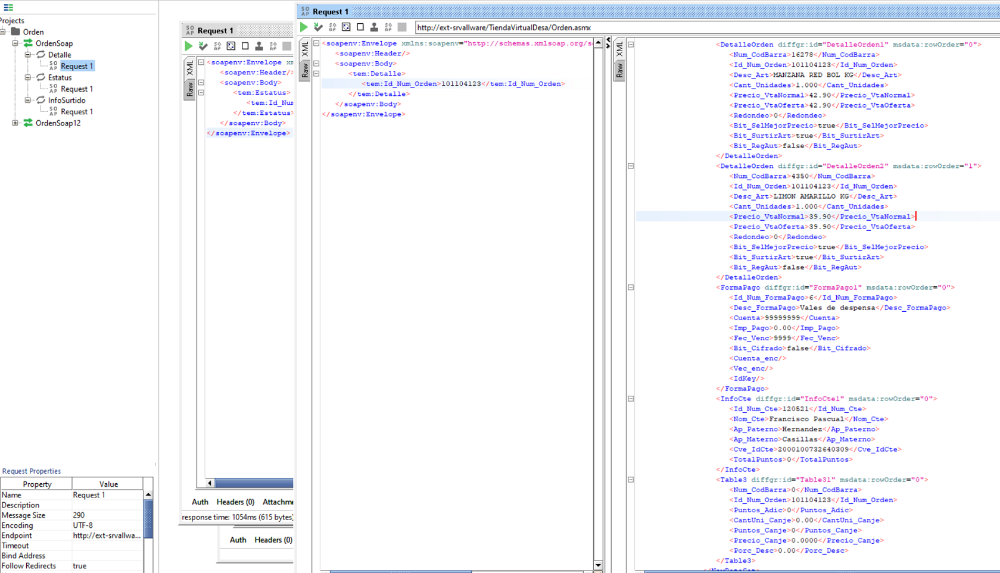 Projects
Orden
OrdenSoap
Detalle
Request 1
Estatus
Request 1
InfoSurtido
Request 1
OrdenSoap12
Request Properties
Property Value
Name Request 1
Description
Message Size 290
Encoding UTF-8
Endpoint http://ext-srvallwa...
Timeout
Bind Address
Follow Redirects true
Request 1
XML
Raw
<soapenv:Envelope xm
<soapenv:Header/>
<soapenv:Body>
<tem:Estatus>
<tem:Id_Num
</tem:Estatus>
</soapenv:Body>
</soapenv:Envelope>
Auth Headers (0) Attachme
response time: 1054ms (615 bytes)
Auth Headers (0)
Request 1
http://ext-srvallware/TiendaVirtualDesa/Orden.asmx
XML
Raw
<soapenv:Envelope xmlns:soapenv="http://schemas.xmlsoap.org/so
<soapenv:Header/>
<soapenv:Body>
<tem:Detalle>
<tem:Id_Num_Orden>101104123</tem:Id_Num_Orden>
</tem:Detalle>
</soapenv:Body>
</soapenv:Envelope>
XML
Raw
<DetalleOrden diffgr:id="DetalleOrden1" msdata:rowOrder="0">
<Num_CodBarra>16278</Num_CodBarra>
<Id_Num_Orden>101104123</Id_Num_Orden>
<Desc_Art>MANZANA RED BOL KG</Desc_Art>
<Cant_Unidades>1.000</Cant_Unidades>
<Precio_VtaNormal>42.90</Precio_VtaNormal>
<Precio_VtaOferta>42.90</Precio_VtaOferta>
<Redondeo>0</Redondeo>
<Bit_SelMejorPrecio>true</Bit_SelMejorPrecio>
<Bit_SurtirArt>true</Bit_SurtirArt>
<Bit_RegAut>false</Bit_RegAut>
</DetalleOrden>
<DetalleOrden diffgr:id="DetalleOrden2" msdata:rowOrder="1">
<Num_CodBarra>4350</Num_CodBarra>
<Id_Num_Orden>101104123</Id_Num_Orden>
<Desc_Art>LIMON AMARILLO KG</Desc_Art>
<Cant_Unidades>1.000</Cant_Unidades>
<Precio_VtaNormal>39.90</Precio_VtaNormal>
<Precio_VtaOferta>39.90</Precio_VtaOferta>
<Redondeo>0</Redondeo>
<Bit_SelMejorPrecio>true</Bit_SelMejorPrecio>
<Bit_SurtirArt>true</Bit_SurtirArt>
<Bit_RegAut>false</Bit_RegAut>
</DetalleOrden>
<FormaPago diffgr:id="FormaPago1" msdata:rowOrder="0">
<Id_Num_FormaPago>6</Id_Num_FormaPago>
<Desc_FormaPago>Vales de despensa</Desc_FormaPago>
<Cuenta>99999999</Cuenta>
<Imp_Pago>0.00</Imp_Pago>
<Fec_Venc>9999</Fec_Venc>
<Bit_Cifrado>false</Bit_Cifrado>
<Cuenta_enc/>
<Vec_enc/>
<IdKey/>
</FormaPago>
<InfoCte diffgr:id="InfoCte1" msdata:rowOrder="0">
<Id_Num_Cte>120521</Id_Num_Cte>
<Nom_Cte>Francisco Pascual</Nom_Cte>
<Ap_Paterno>Hernandez</Ap_Paterno>
<Ap_Materno>Casillas</Ap_Materno>
<Cve_IdCte>2000100732640309</Cve_IdCte>
<TotalPuntos>0</TotalPuntos>
</InfoCte>
<Table3 diffgr:id="Table31" msdata:rowOrder="0">
<Num_CodBarra>0</Num_CodBarra>
<Id_Num_Orden>101104123</Id_Num_Orden>
<Puntos_Adic>0</Puntos_Adic>
<CantUni_Canje>0.00</CantUni_Canje>
<Puntos_Canje>0</Puntos_Canje>
<Precio_Canje>0.0000</Precio_Canje>
<Porc_Desc>0.00</Porc_Desc>
</Table3>
</NewDataSet>